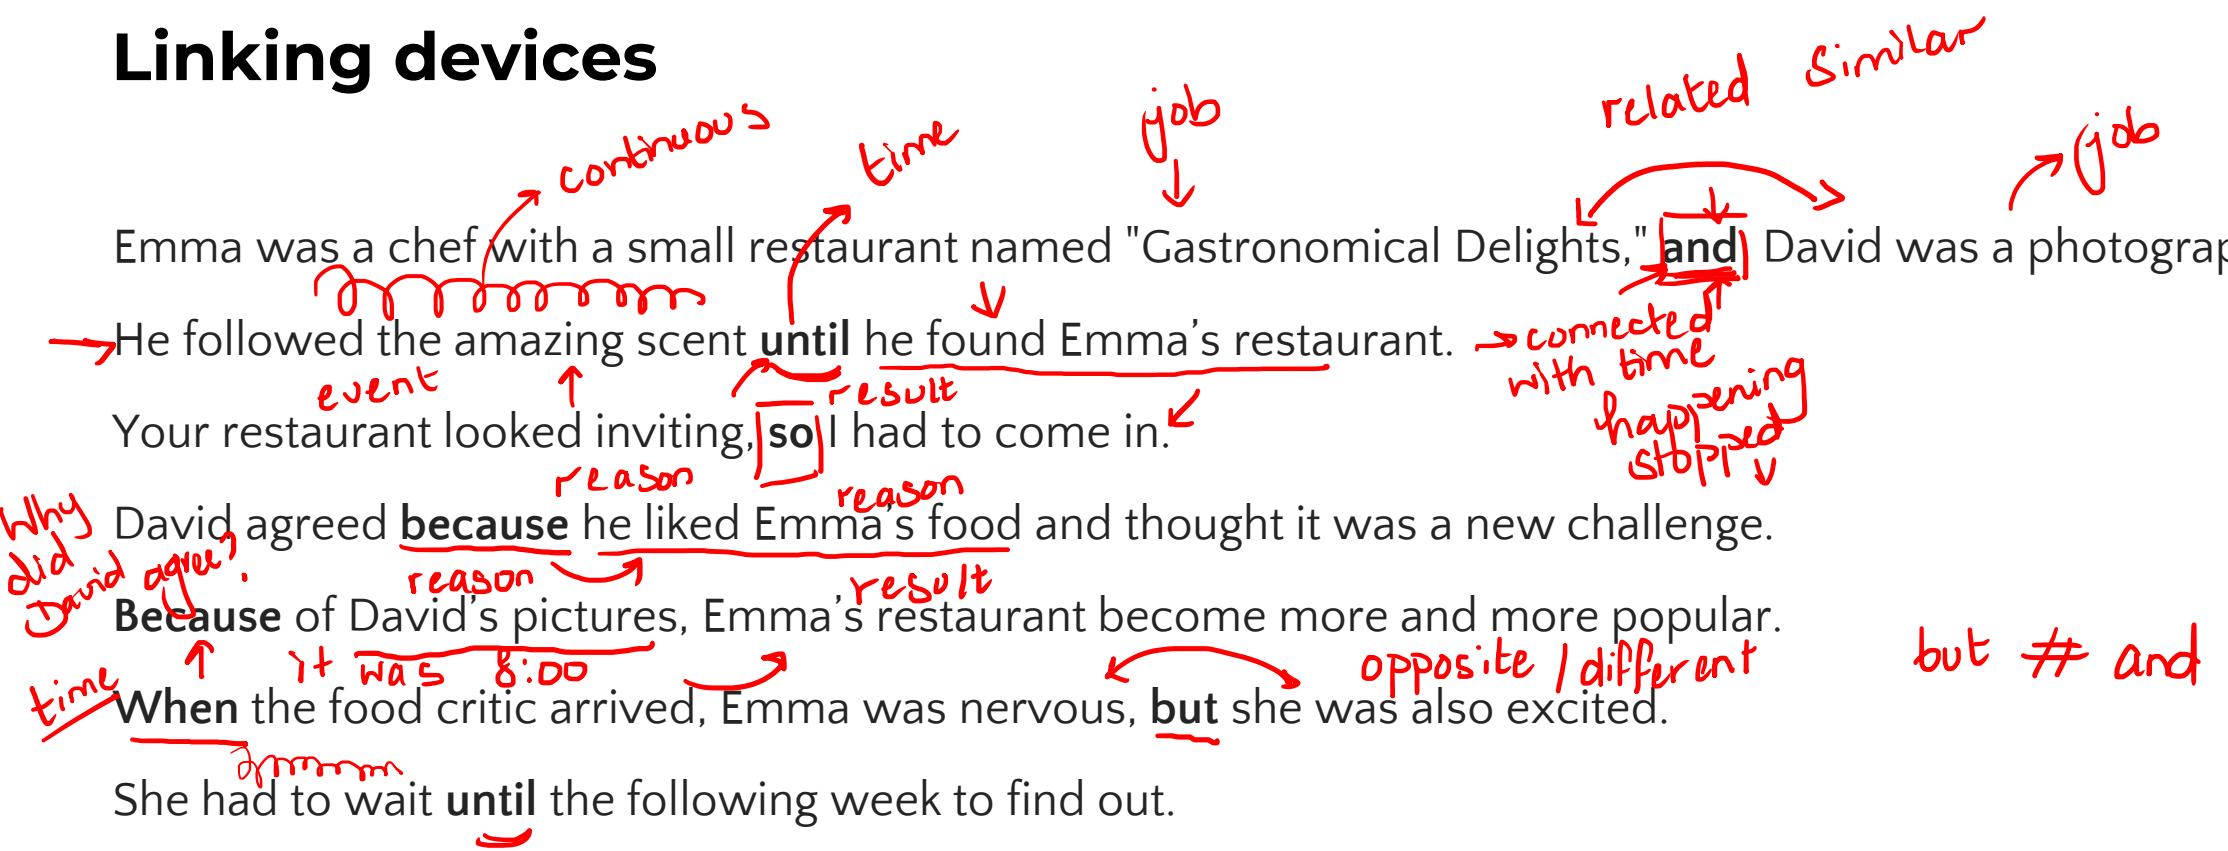 Linking devices
related similar
continuous time job job
Emma was a chef with a small restaurant named "Gastronomical Delights," and David was a photograp
He followed the amazing scent until he found Emma's restaurant.
connected
with time
happening
stopped
event result
Your restaurant looked inviting, so I had to come in.
reason reason
David agreed because he liked Emma's food and thought it was a new challenge.
Why
did
David agree?
reason result
Because of David's pictures, Emma's restaurant become more and more popular.
it was 8:00 opposite / different but # and
time
When the food critic arrived, Emma was nervous, but she was also excited.
She had to wait until the following week to find out.